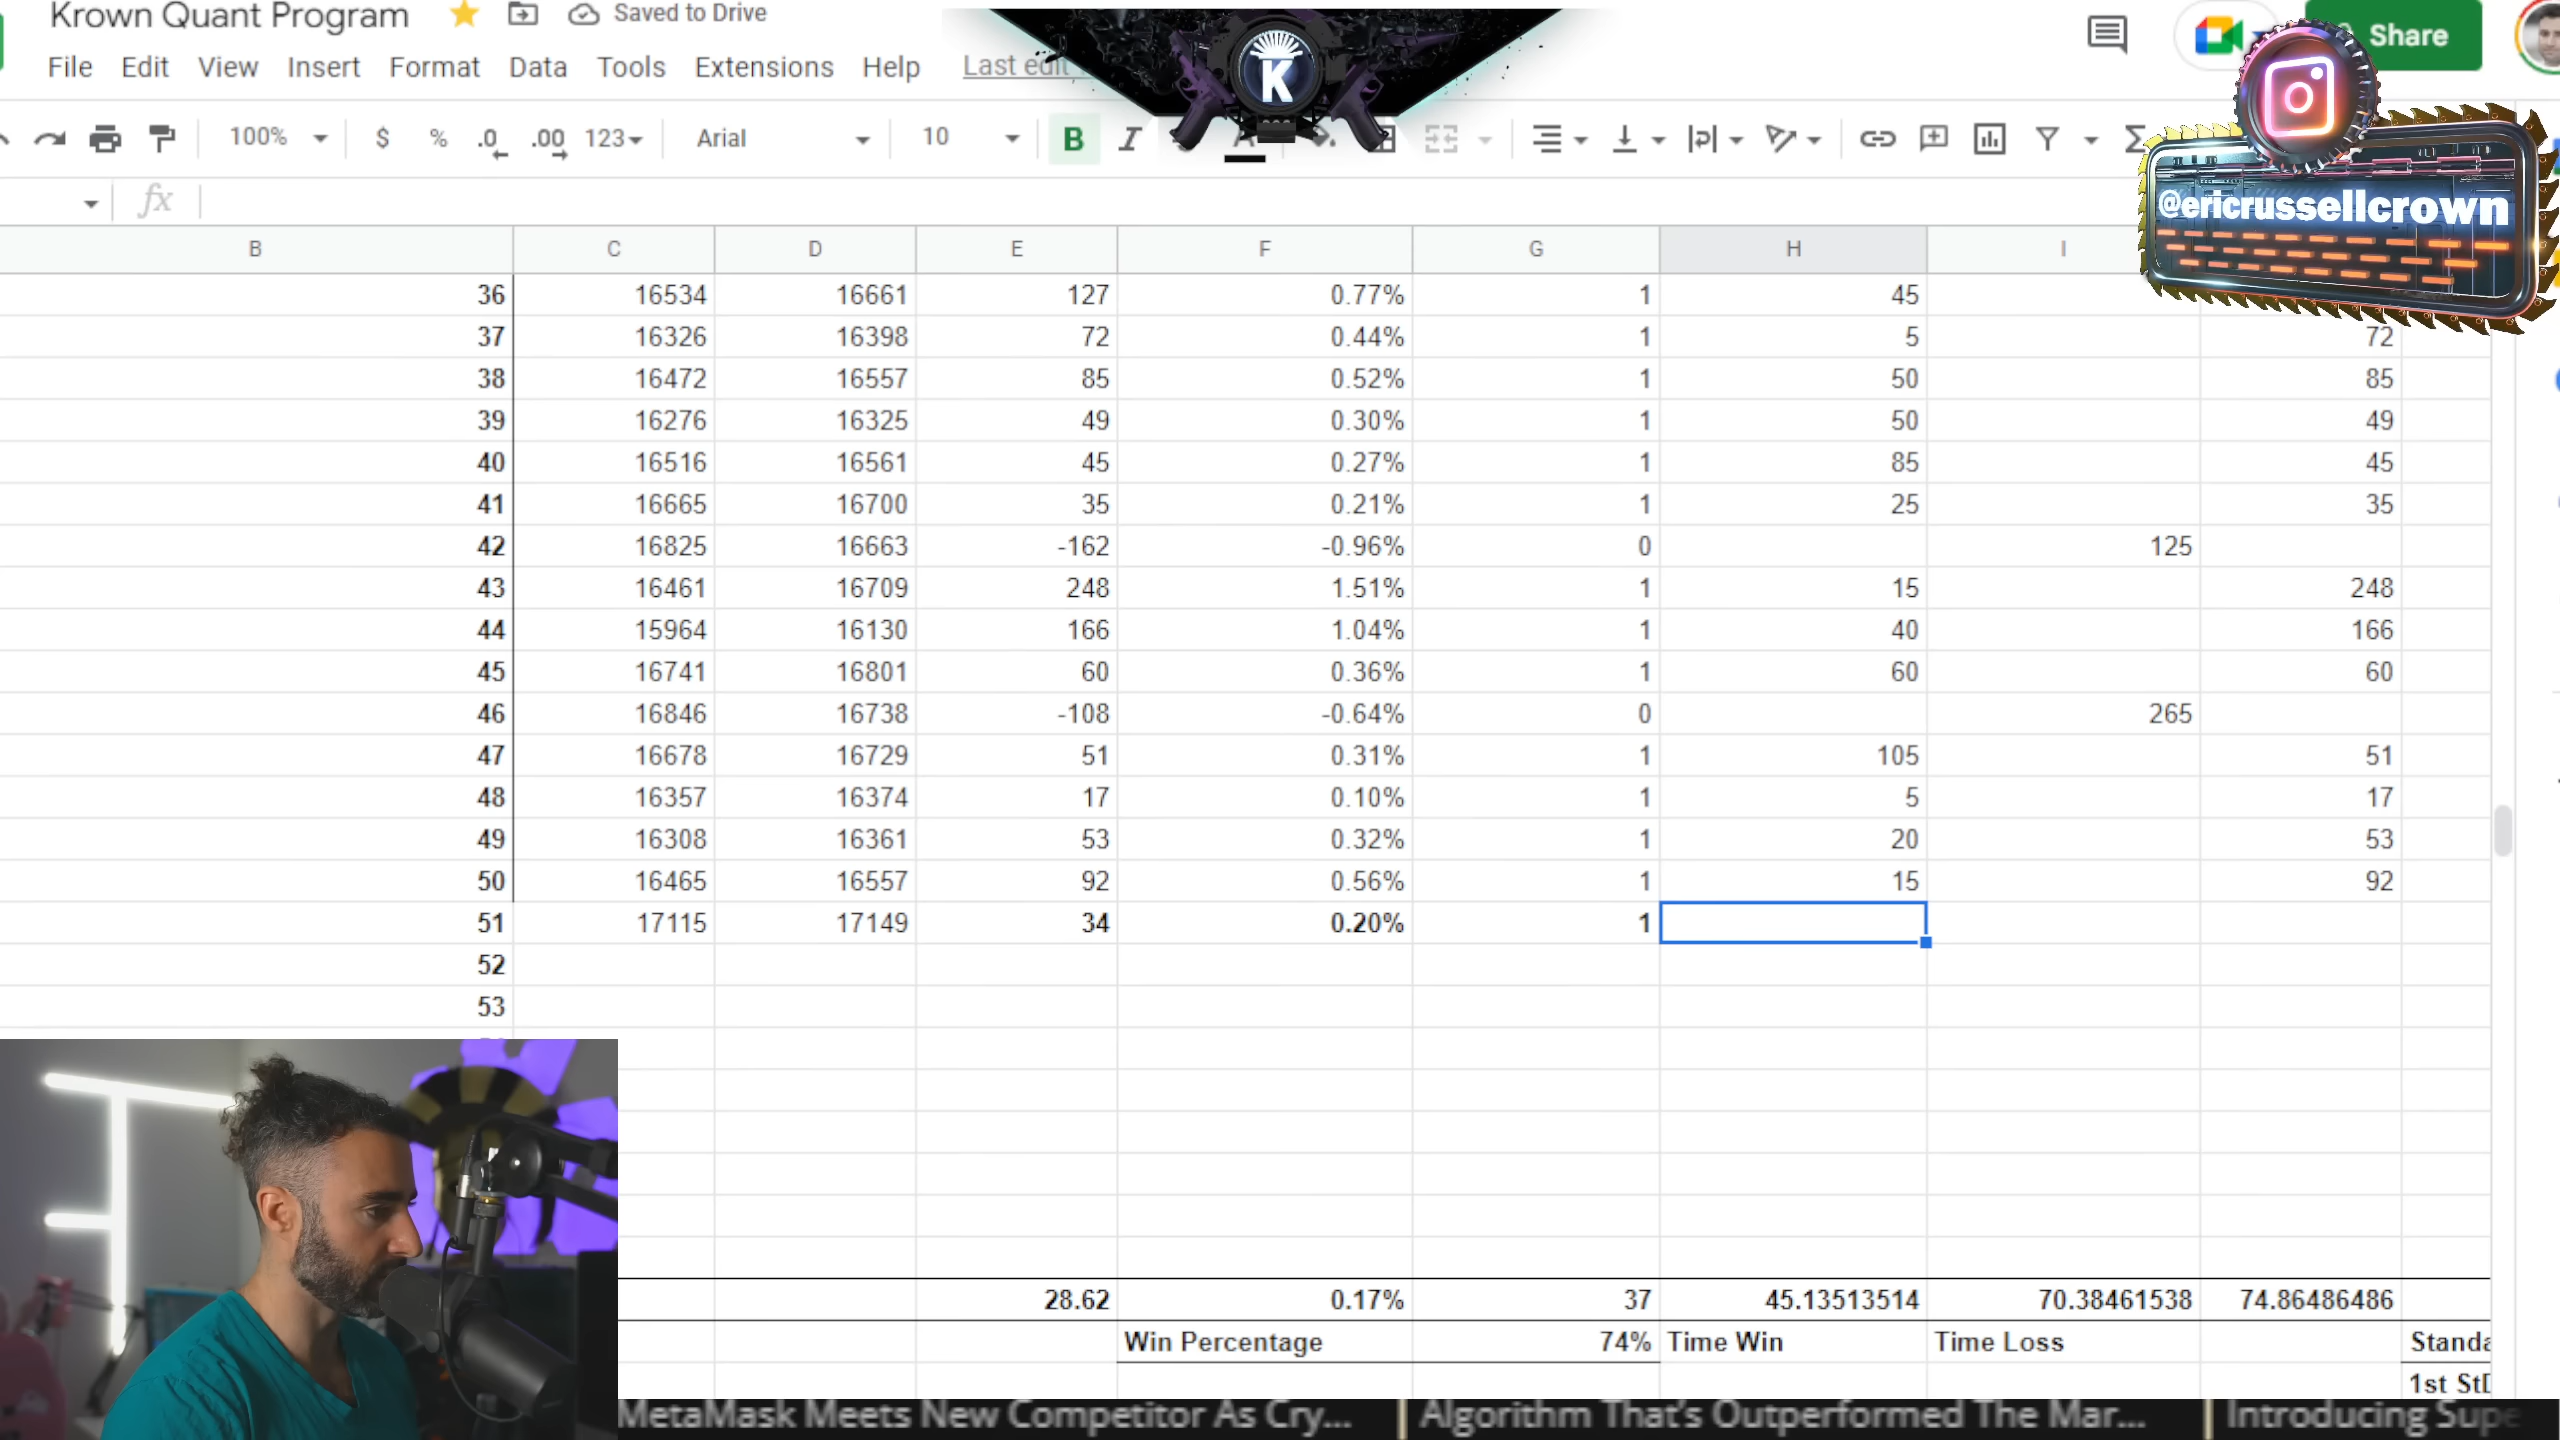 Krown Quant Program Saved to Drive
File Edit View Insert Format Data Tools Extensions Help Last edit
Share
K
100% $ % .0 .00 123 Arial 10 B I A Σ
@ericrussellcrown
fx
B C D E F G H I
36 16534 16661 127 0.77% 1 45
37 16326 16398 72 0.44% 1 5 72
38 16472 16557 85 0.52% 1 50 85
39 16276 16325 49 0.30% 1 50 49
40 16516 16561 45 0.27% 1 85 45
41 16665 16700 35 0.21% 1 25 35
42 16825 16663 -162 -0.96% 0 125
43 16461 16709 248 1.51% 1 15 248
44 15964 16130 166 1.04% 1 40 166
45 16741 16801 60 0.36% 1 60 60
46 16846 16738 -108 -0.64% 0 265
47 16678 16729 51 0.31% 1 105 51
48 16357 16374 17 0.10% 1 5 17
49 16308 16361 53 0.32% 1 20 53
50 16465 16557 92 0.56% 1 15 92
51 17115 17149 34 0.20% 1
52
53
28.62 0.17% 37 45.13513514 70.38461538 74.86486486
Win Percentage 74% Time Win Time Loss Standa
1st St
MetaMask Meets New Competitor As Cry... Algorithm That's Outperformed The Mar... Introducing Supe